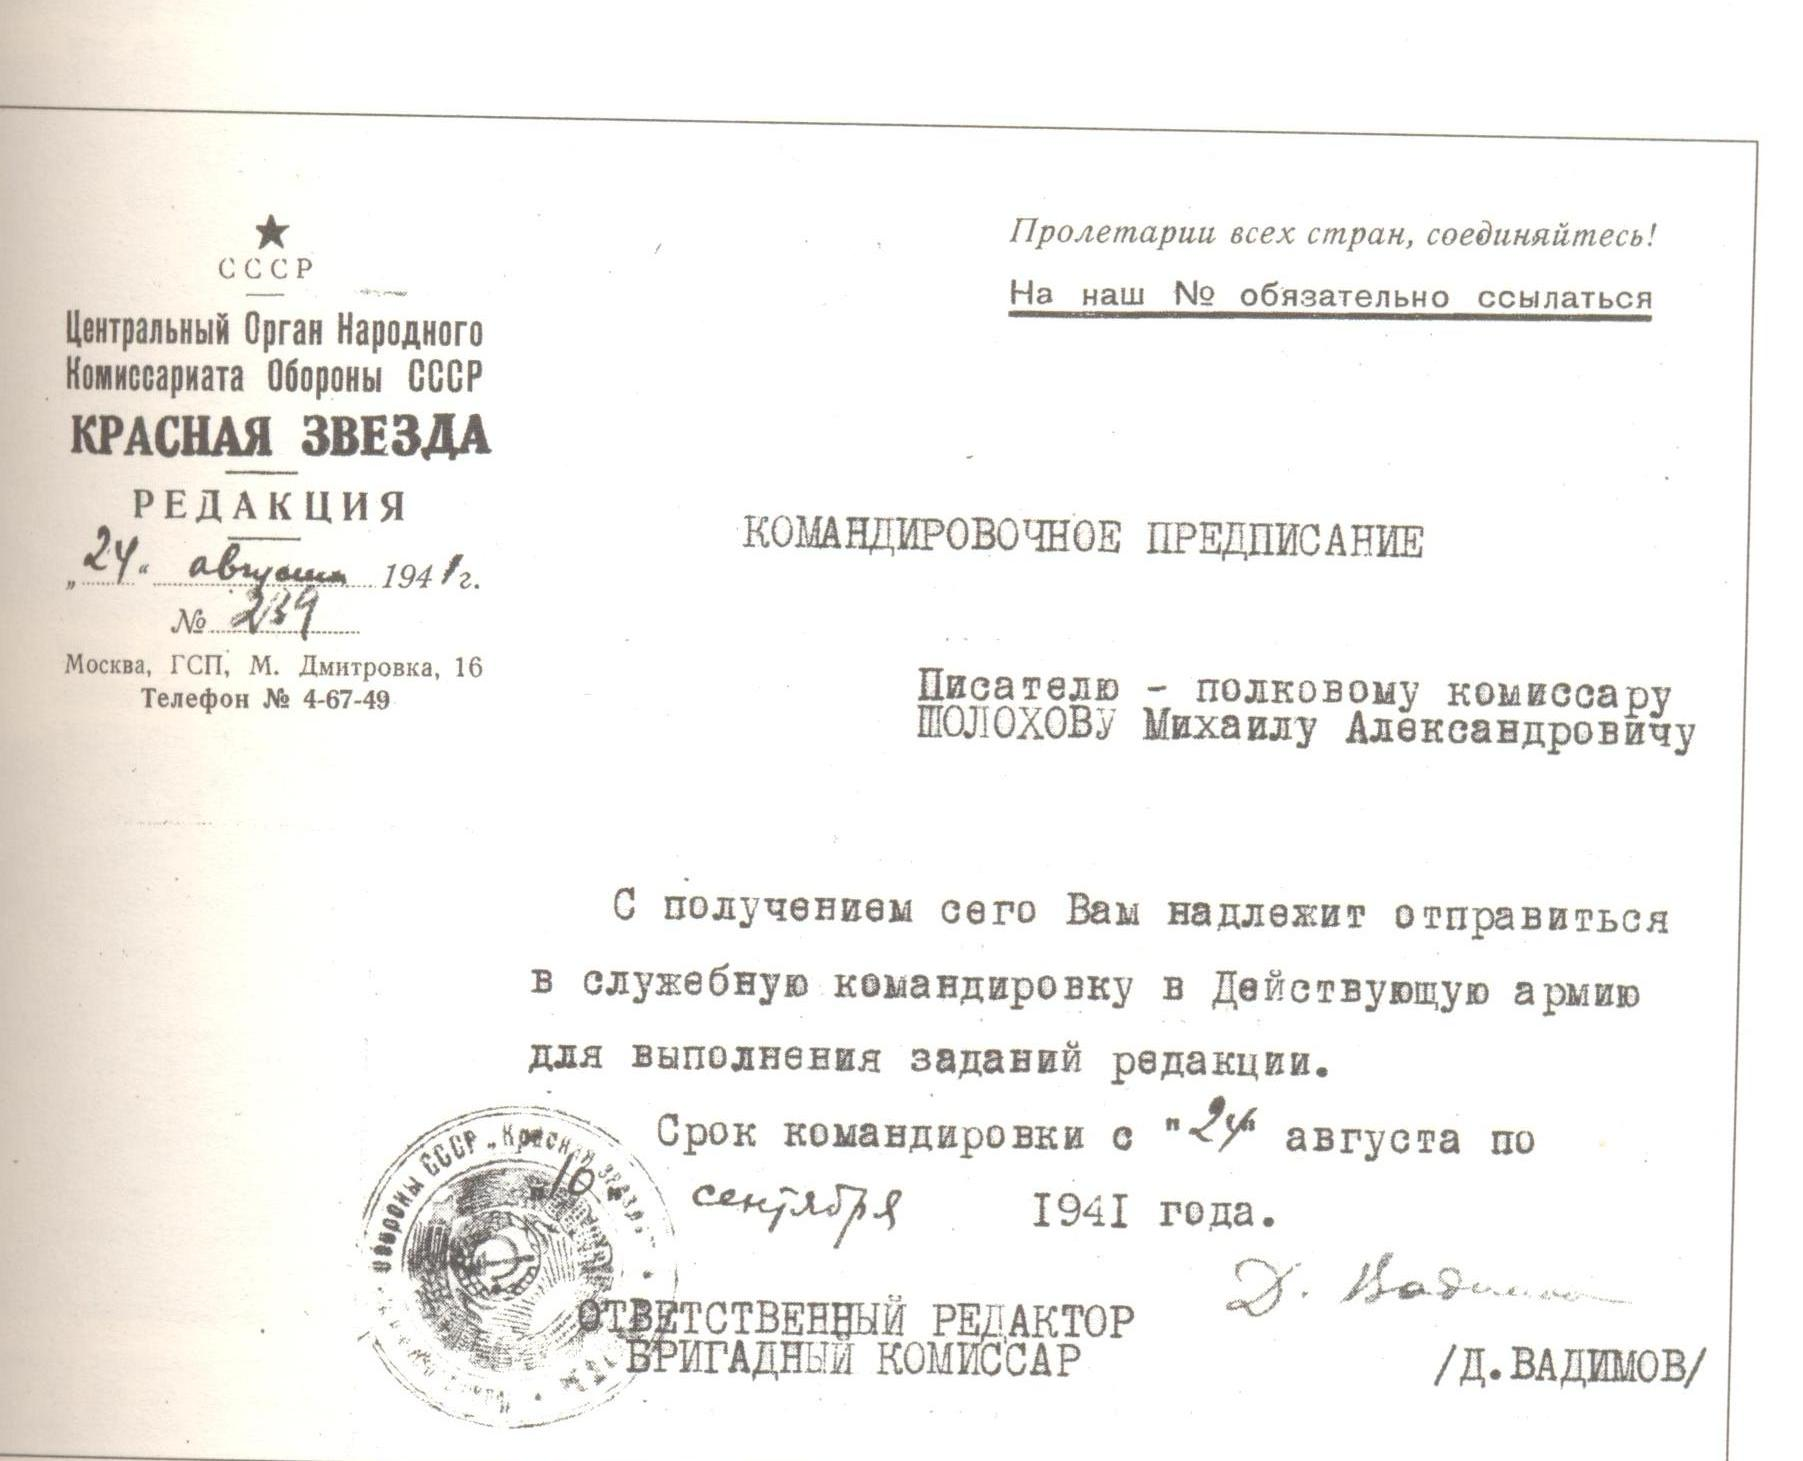 СССР
Центральный Орган Народного
Комиссариата Обороны СССР
КРАСНАЯ ЗВЕЗДА
РЕДАКЦИЯ
„24“ августа 1941г.
№ 239
Москва, ГСП, М. Дмитровка, 16
Телефон № 4-67-49
Пролетарии всех стран, соединяйтесь!
На наш № обязательно ссылаться
КОМАНДИРОВОЧНОЕ ПРЕДПИСАНИЕ
Писателю - полковому комиссару
ШОЛОХОВУ Михаилу Александровичу
С получением сего Вам надлежит отправиться
в служебную командировку в Действующую армию
для выполнения заданий редакции.
Срок командировки с "24" августа по
"10" сентября 1941 года.
Обороны СССР „Красная звезда“
Д. Вадимов
ОТВЕТСТВЕННЫЙ РЕДАКТОР
БРИГАДНЫЙ КОМИССАР
/Д.ВАДИМОВ/